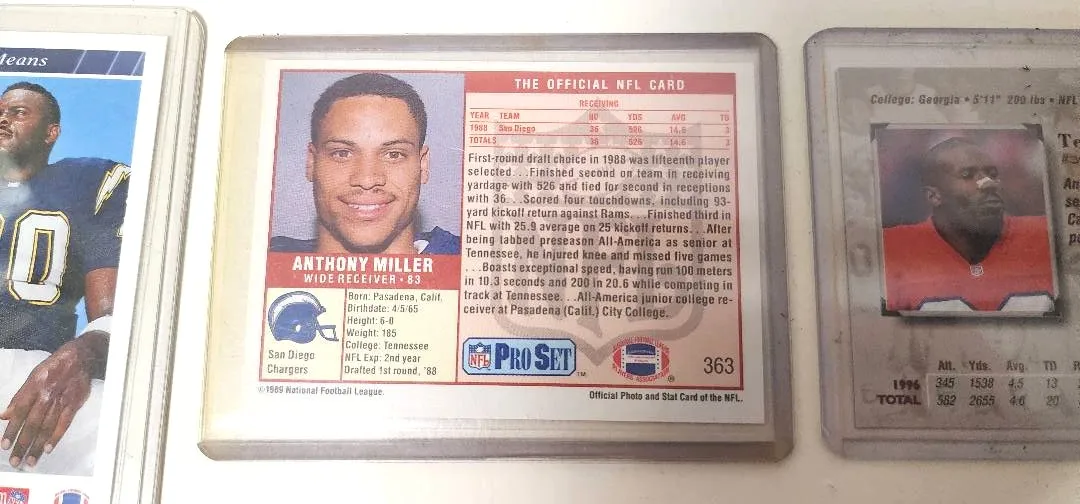 Means
THE OFFICIAL NFL CARD
RECEIVING
YEAR TEAM NO YDS AVG TD
1988 San Diego 36 526 14.6 3
TOTALS 36 526 14.6 3
First-round draft choice in 1988 was fifteenth player
selected. . .Finished second on team in receiving
yardage with 526 and tied for second in receptions
with 36. . .Scored four touchdowns, including 93-
yard kickoff return against Rams. . .Finished third in
NFL with 25.9 average on 25 kickoff returns. . .After
being tabbed preseason All-America as senior at
Tennessee, he injured knee and missed five games
. . .Boasts exceptional speed, having run 100 meters
in 10.3 seconds and 200 in 20.6 while competing in
track at Tennessee. . .All-America junior college re-
ceiver at Pasadena (Calif.) City College.
ANTHONY MILLER
WIDE RECEIVER • 83
San Diego
Chargers
Born: Pasadena, Calif.
Birthdate: 4/5/65
Height: 6-0
Weight: 185
College: Tennessee
NFL Exp: 2nd year
Drafted 1st round, '88
NFL PRO SET TM
363
©1989 National Football League.
Official Photo and Stat Card of the NFL.
College: Georgia • 5'11" 200 lbs • NFL
Att. Yds. Avg. TD
1996 345 1538 4.5 13
TOTAL 582 2655 4.6 20